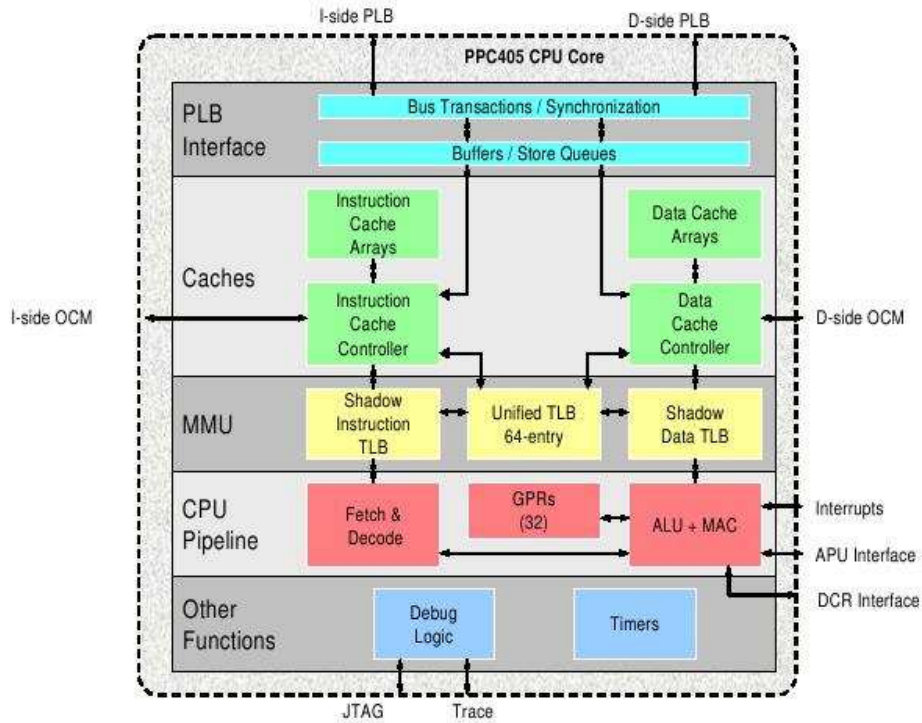 I-side PLB
D-side PLB
PPC405 CPU Core
PLB
Interface
Bus Transactions / Synchronization
Buffers / Store Queues
Caches
Instruction
Cache
Arrays
Data Cache
Arrays
I-side OCM
Instruction
Cache
Controller
Data
Cache
Controller
D-side OCM
MMU
Shadow
Instruction
TLB
Unified TLB
64-entry
Shadow
Data TLB
CPU
Pipeline
Fetch &
Decode
GPRs
(32)
ALU + MAC
Interrupts
APU Interface
DCR Interface
Other
Functions
Debug
Logic
Timers
JTAG
Trace